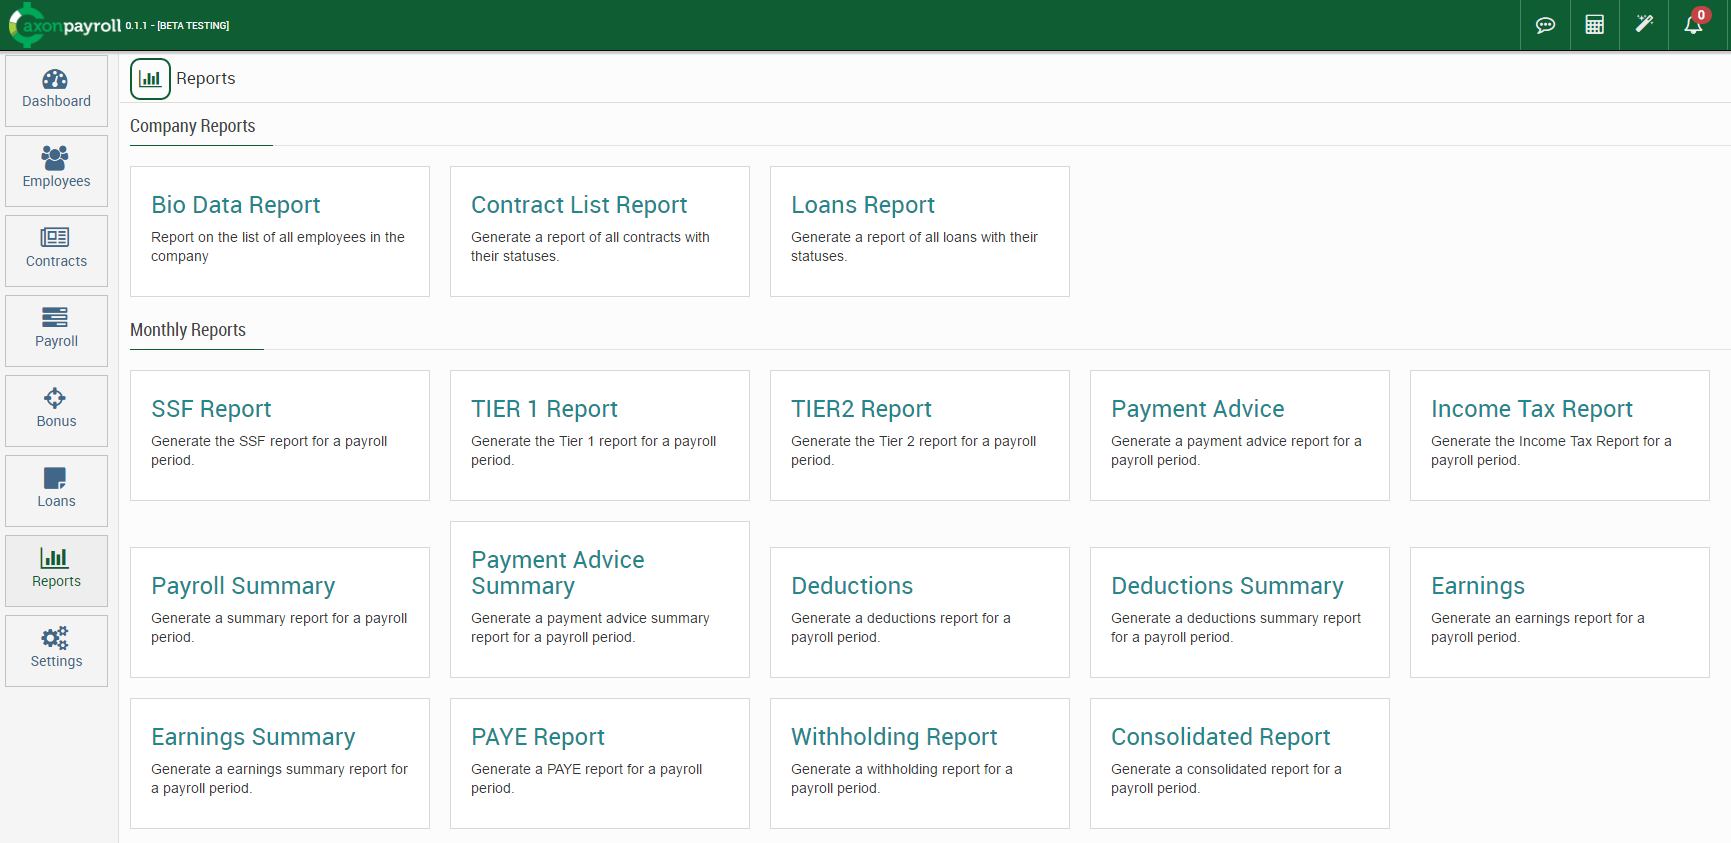 axonpayroll 0.1.1 - [BETA TESTING]
0
Dashboard
Employees
Contracts
Payroll
Bonus
Loans
Reports
Settings
Reports
Company Reports
Bio Data Report
Report on the list of all employees in the
company
Contract List Report
Generate a report of all contracts with
their statuses.
Loans Report
Generate a report of all loans with their
statuses.
Monthly Reports
SSF Report
Generate the SSF report for a payroll
period.
TIER 1 Report
Generate the Tier 1 report for a payroll
period.
TIER2 Report
Generate the Tier 2 report for a payroll
period.
Payment Advice
Generate a payment advice report for a
payroll period.
Income Tax Report
Generate the Income Tax Report for a
payroll period.
Payroll Summary
Generate a summary report for a payroll
period.
Payment Advice
Summary
Generate a payment advice summary
report for a payroll period.
Deductions
Generate a deductions report for a
payroll period.
Deductions Summary
Generate a deductions summary report
for a payroll period.
Earnings
Generate an earnings report for a
payroll period.
Earnings Summary
Generate a earnings summary report for
a payroll period.
PAYE Report
Generate a PAYE report for a payroll
period.
Withholding Report
Generate a withholding report for a
payroll period.
Consolidated Report
Generate a consolidated report for a
payroll period.